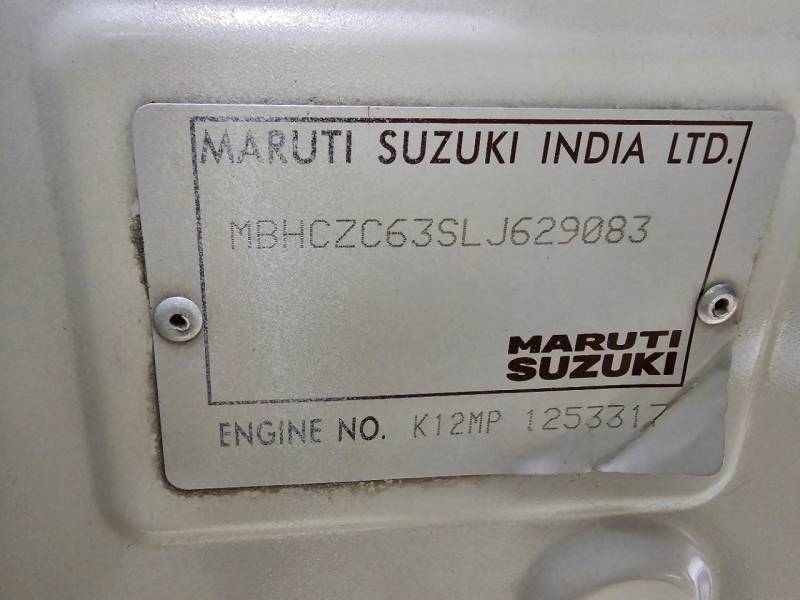 MARUTI SUZUKI INDIA LTD.
MBHCZC63SLJ629083
MARUTI
SUZUKI
ENGINE NO. K12MP 1253317